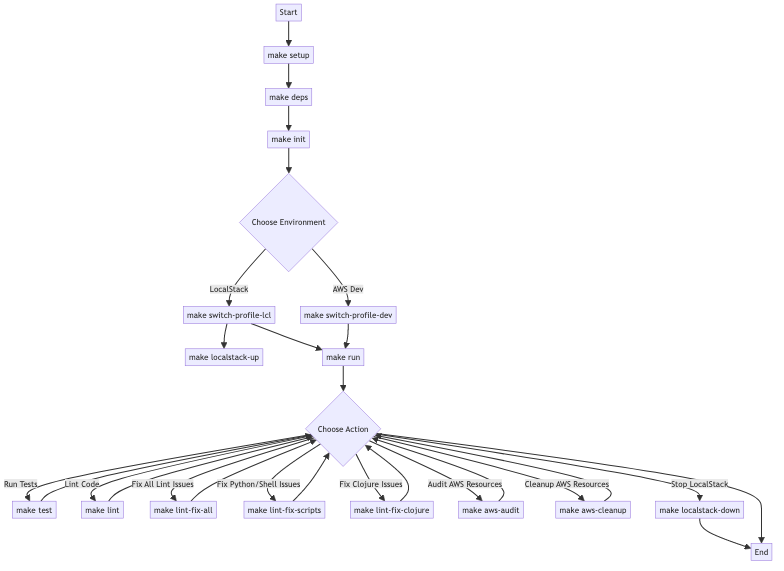 Start
make setup
make deps
make init
Choose Environment
LocalStack
AWS Dev
make switch-profile-lcl
make switch-profile-dev
make localstack-up
make run
Choose Action
Run Tests
Lint Code
Fix All Lint Issues
Fix Python/Shell Issues
Fix Clojure Issues
Audit AWS Resources
Cleanup AWS Resources
Stop LocalStack
make test
make lint
make lint-fix-all
make lint-fix-scripts
make lint-fix-clojure
make aws-audit
make aws-cleanup
make localstack-down
End